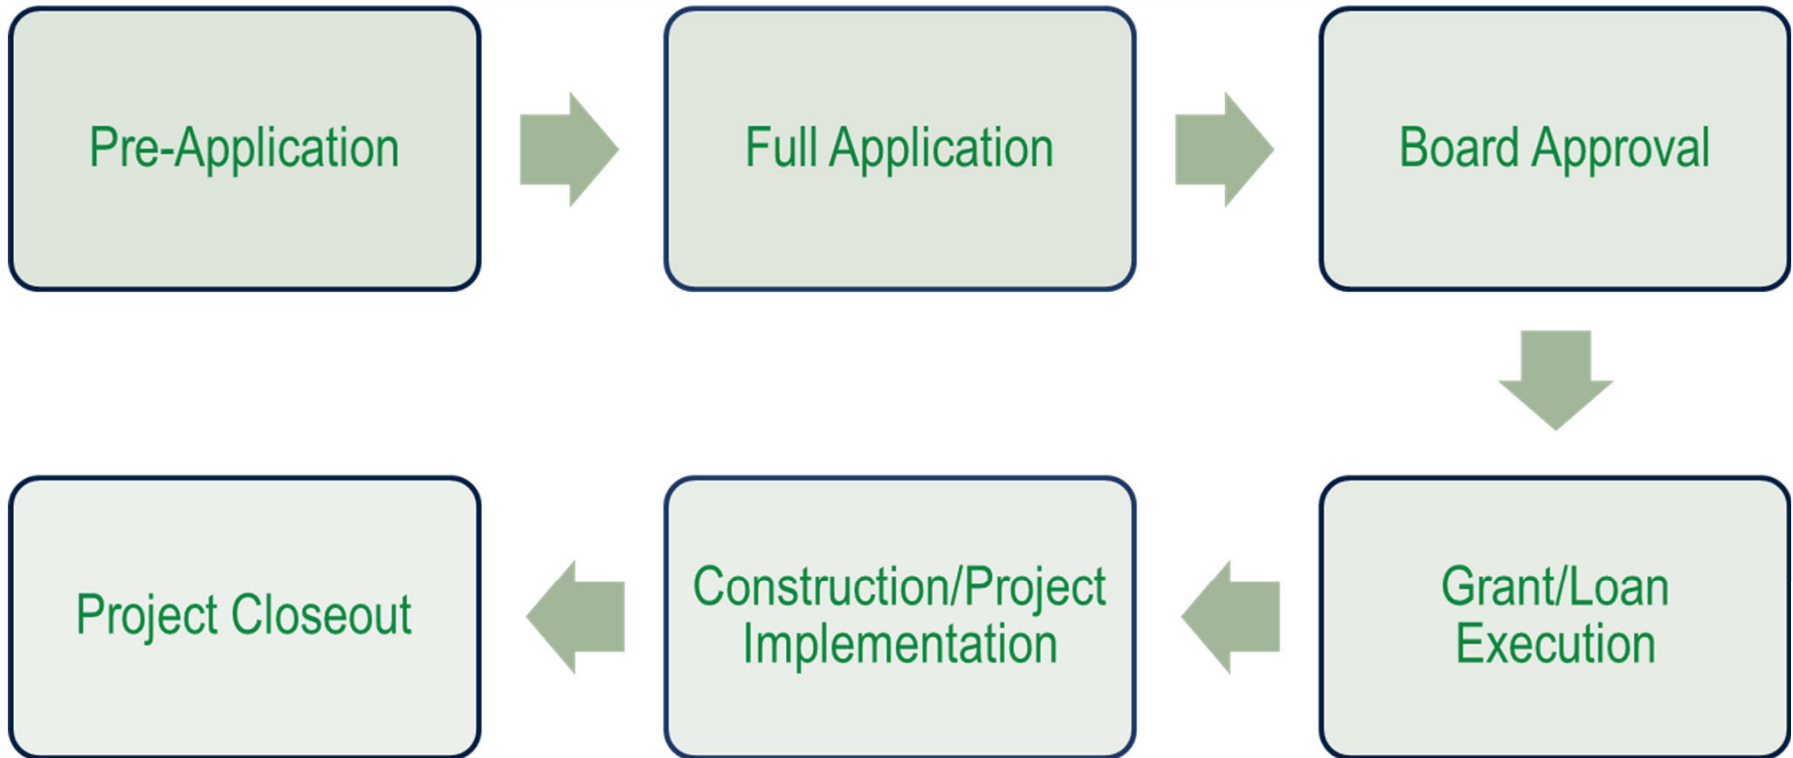 Pre-Application
Full Application
Board Approval
Grant/Loan
Execution
Construction/Project
Implementation
Project Closeout